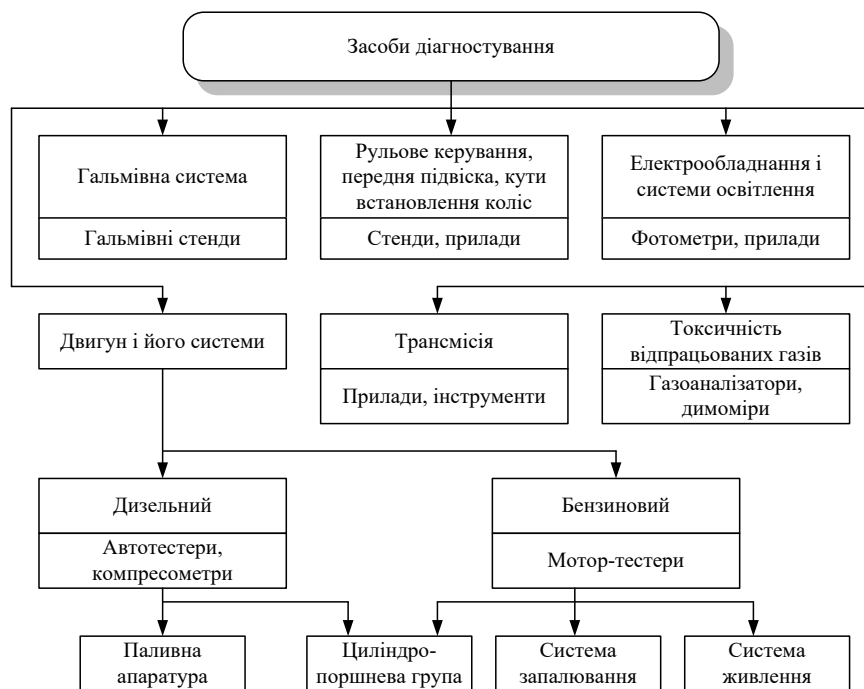 Засоби діагностування
Гальмівна система
Гальмівні стенди
Рульове керування,
передня підвіска, кути
встановлення коліс
Стенди, прилади
Електрообладнання і
системи освітлення
Фотометри, прилади
Двигун і його системи
Трансмісія
Прилади, інструменти
Токсичність
відпрацьованих газів
Газоаналізатори,
димоміри
Дизельний
Автотестери,
компресометри
Бензиновий
Мотор-тестери
Паливна
апаратура
Циліндро-
поршнева група
Система
запалювання
Система
живлення